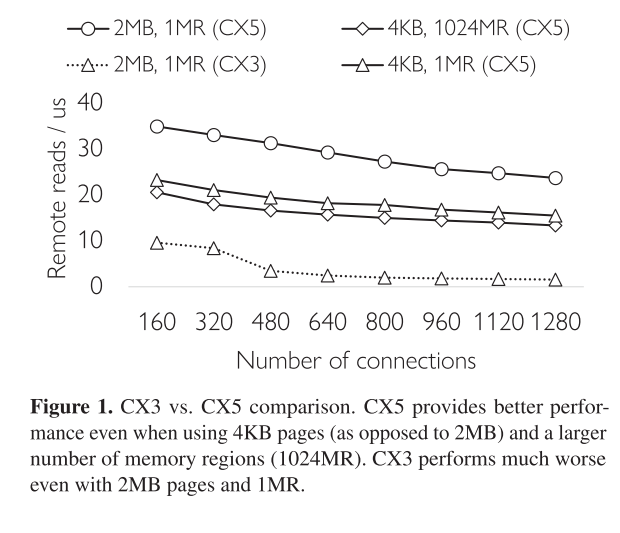 2MB, 1MR (CX5)
4KB, 1024MR (CX5)
2MB, 1MR (CX3)
4KB, 1MR (CX5)
Remote reads / us
40
30
20
10
0
160 320 480 640 800 960 1120 1280
Number of connections
Figure 1. CX3 vs. CX5 comparison. CX5 provides better perfor-
mance even when using 4KB pages (as opposed to 2MB) and a larger
number of memory regions (1024MR). CX3 performs much worse
even with 2MB pages and 1MR.